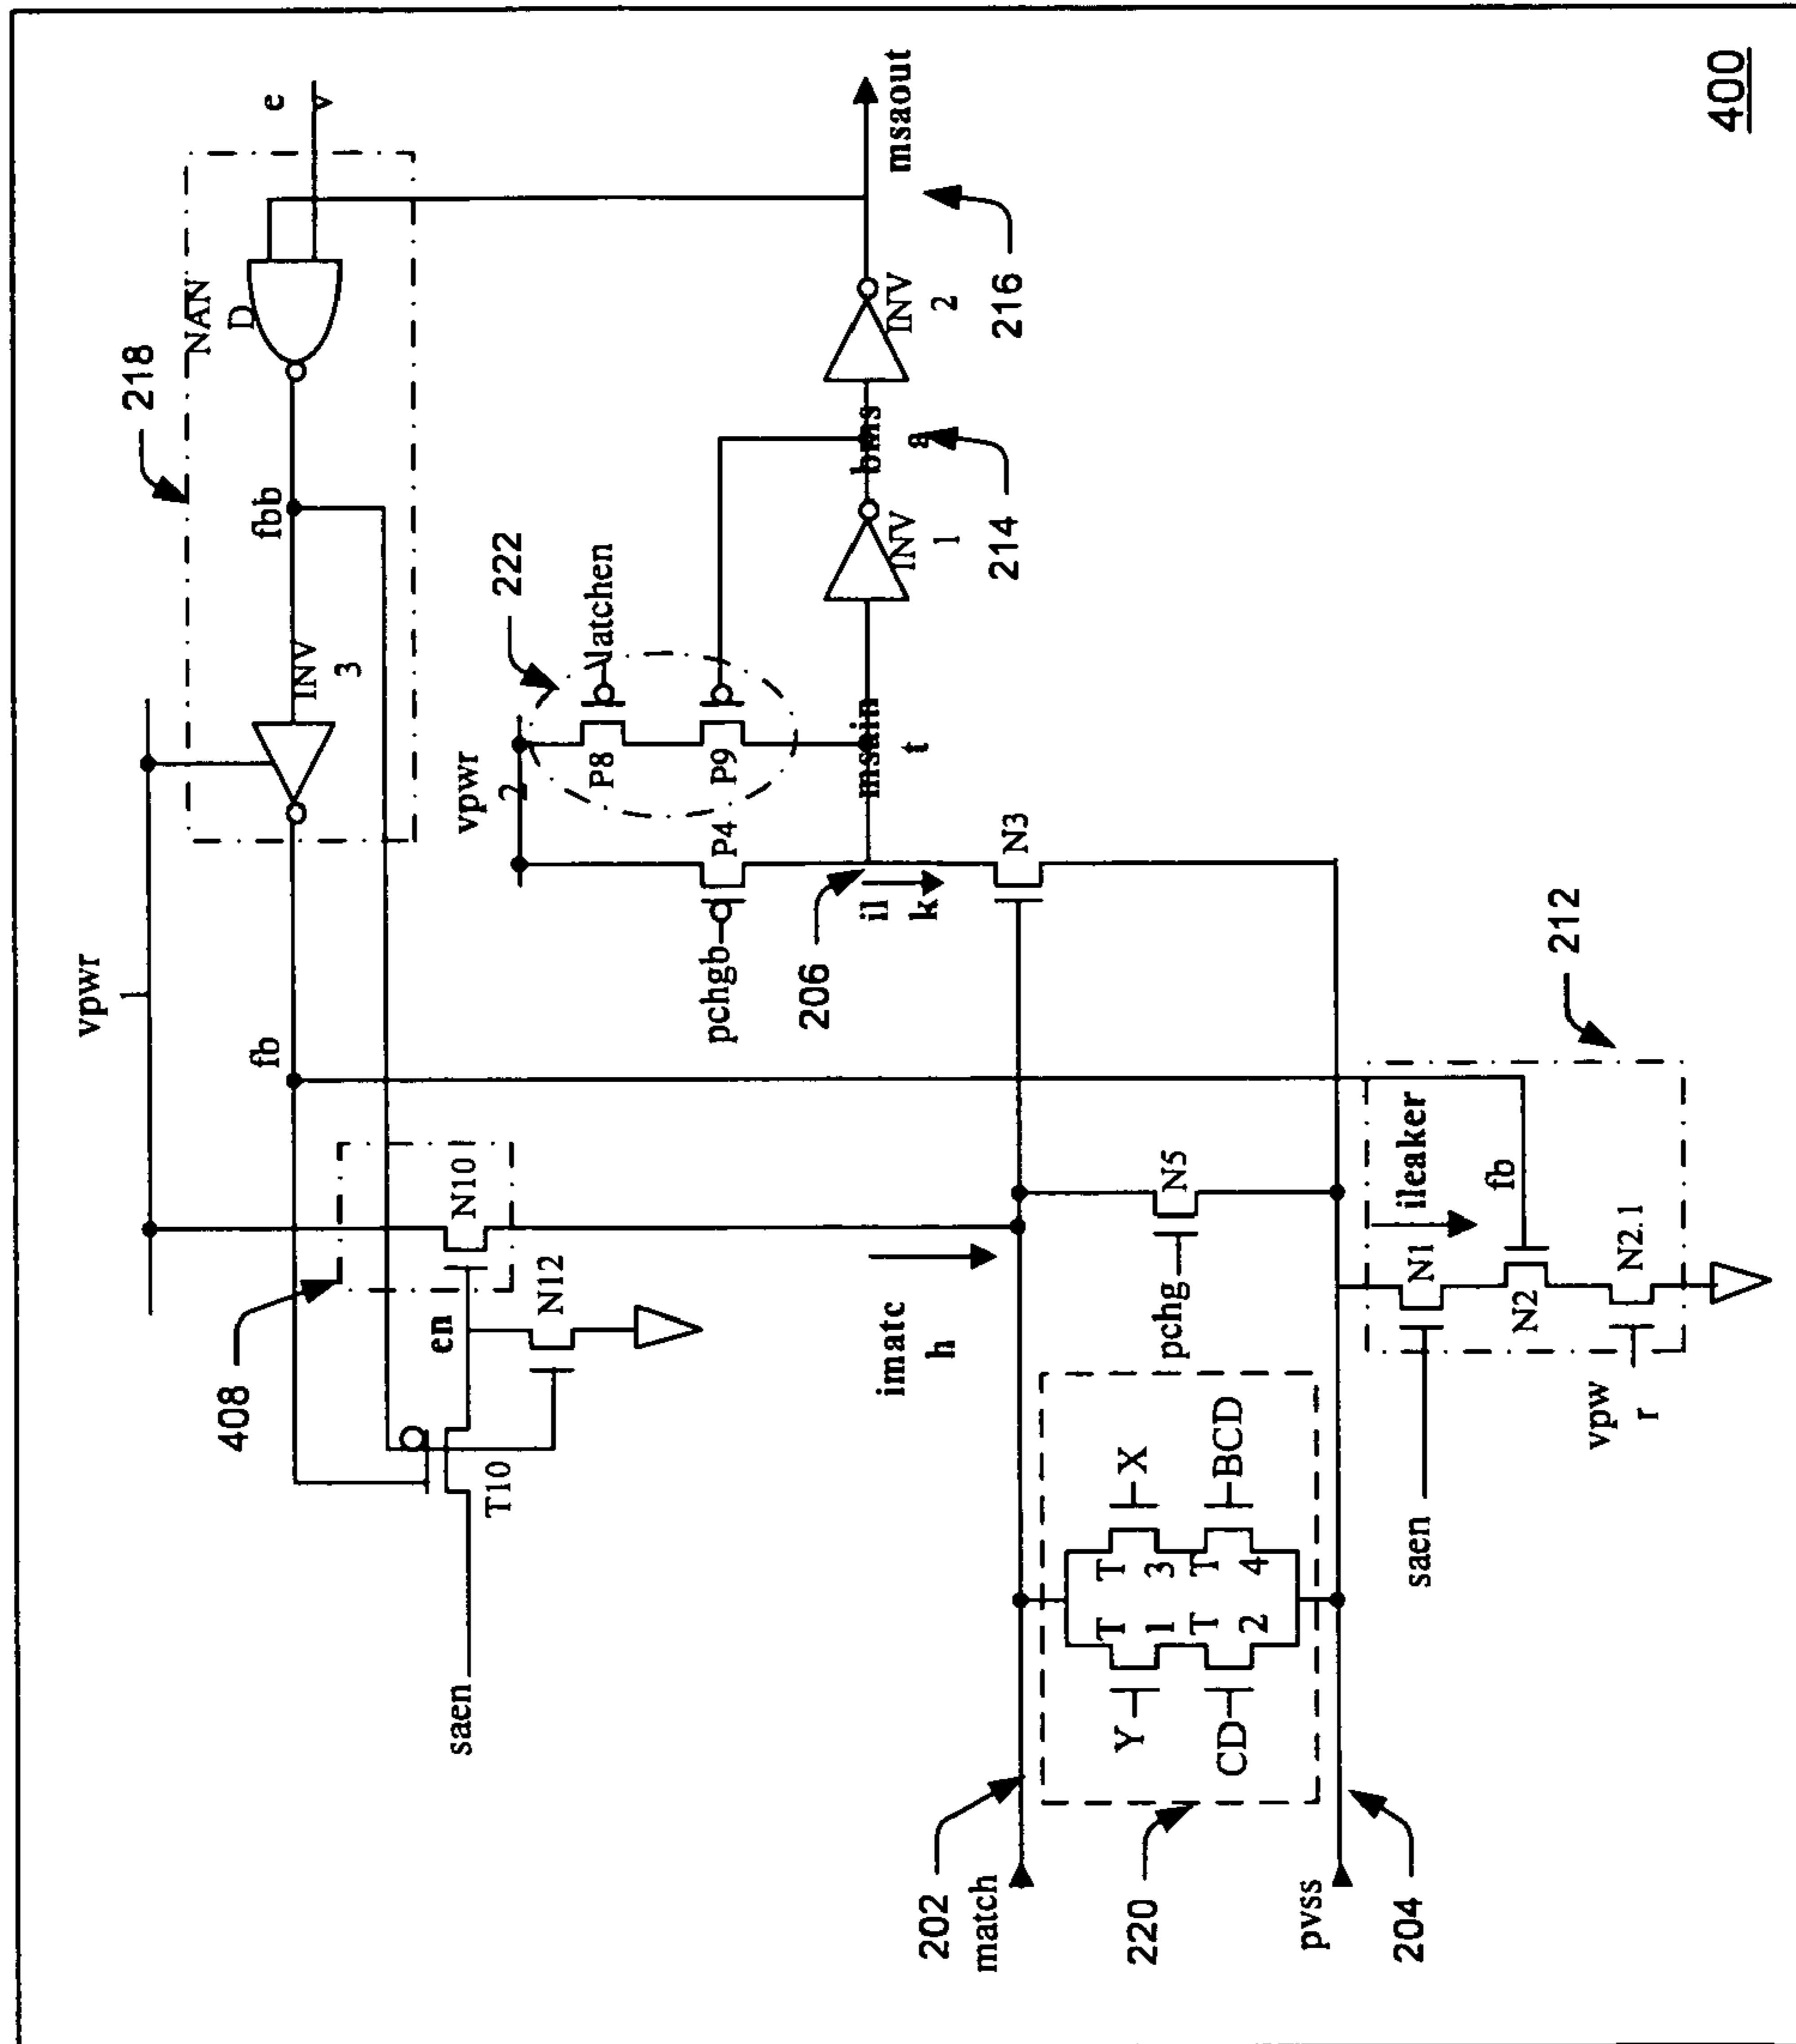 400
vpwr
218
NAN
D
e
v
INV
3
fbb
fb
408
N10
en
N12
T10
saen
vpwr
2
222
P8
latchen
P9
P4
pchgb
206
il
k
msain
t
INV
1
214
bms
a
INV
2
216
msaout
N3
imatc
h
N5
pchg
202
match
220
Y
T
1
T
3
X
CD
T
2
T
4
BCD
pvss
204
212
ileaker
N1
fb
N2
N2.1
saen
vpw
r